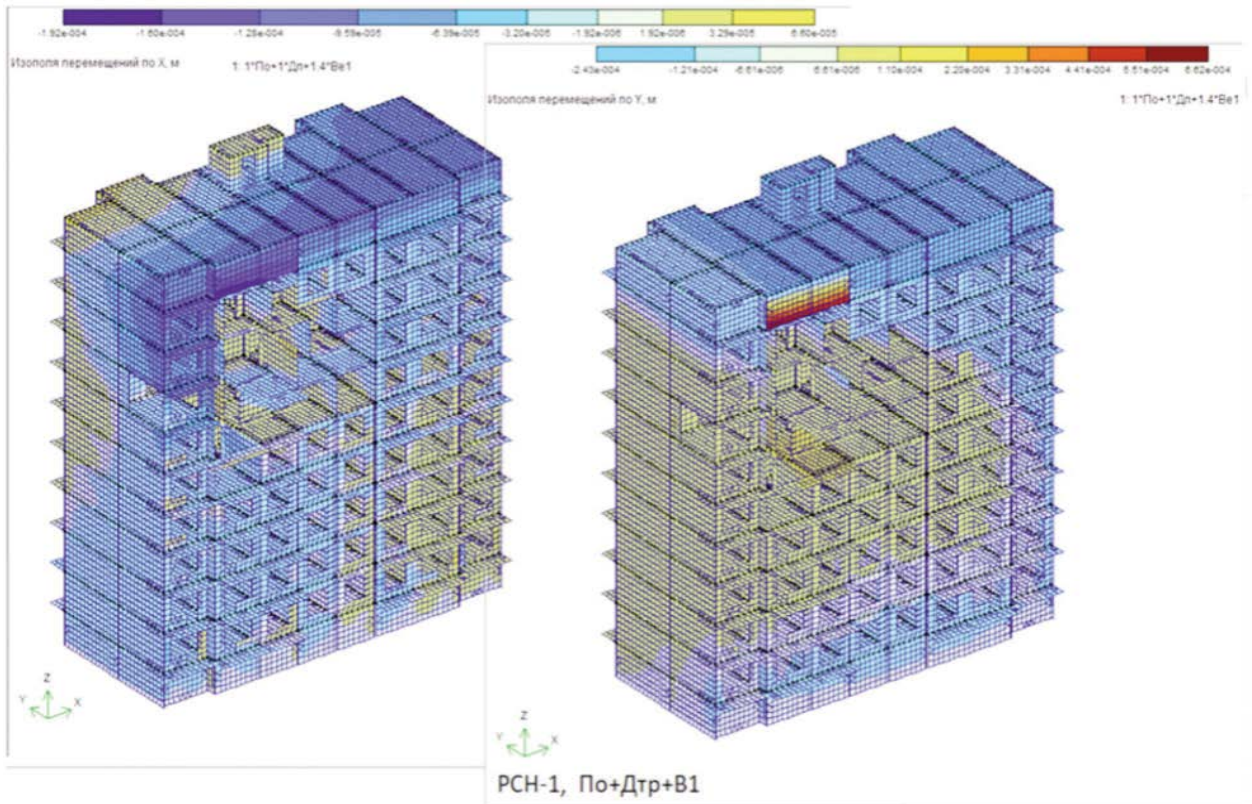 -1.92e-004 -1.60e-004 -1.28e-004 -9.59e-005 -6.39e-005 -3.20e-005 -1.92e-006 1.92e-006 3.29e-005 6.60e-005
Изополя перемещений по X, м 1: 1*По+1*Дп+1.4*Ве1
-2.43e-004 -1.21e-004 -6.61e-006 6.61e-006 1.10e-004 2.20e-004 3.31e-004 4.41e-004 5.51e-004 6.62e-004
Изополя перемещений по Y, м 1: 1*По+1*Дп+1.4*Ве1
Z
Y
X
Z
Y
X
РСН-1, По+Дтр+В1